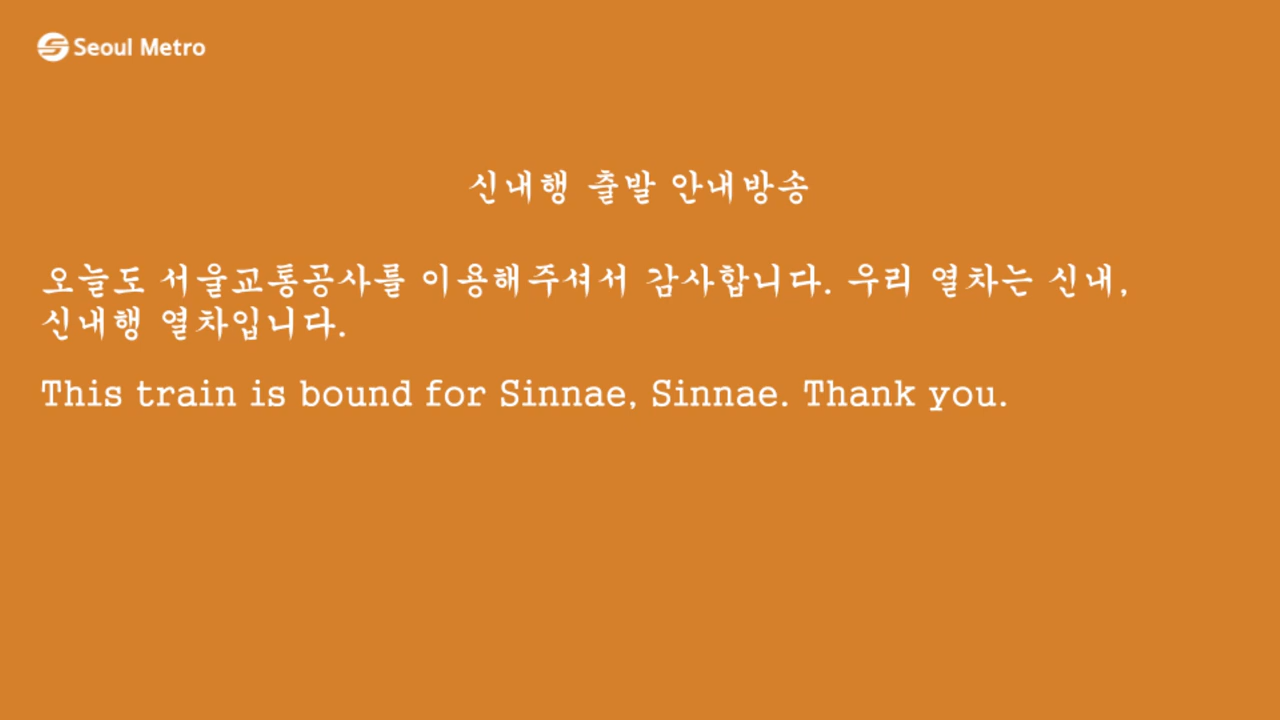 Seoul Metro
신내행 출발 안내방송
오늘도 서울교통공사를 이용해주셔서 감사합니다. 우리 열차는 신내,
신내행 열차입니다.
This train is bound for Sinnae, Sinnae. Thank you.